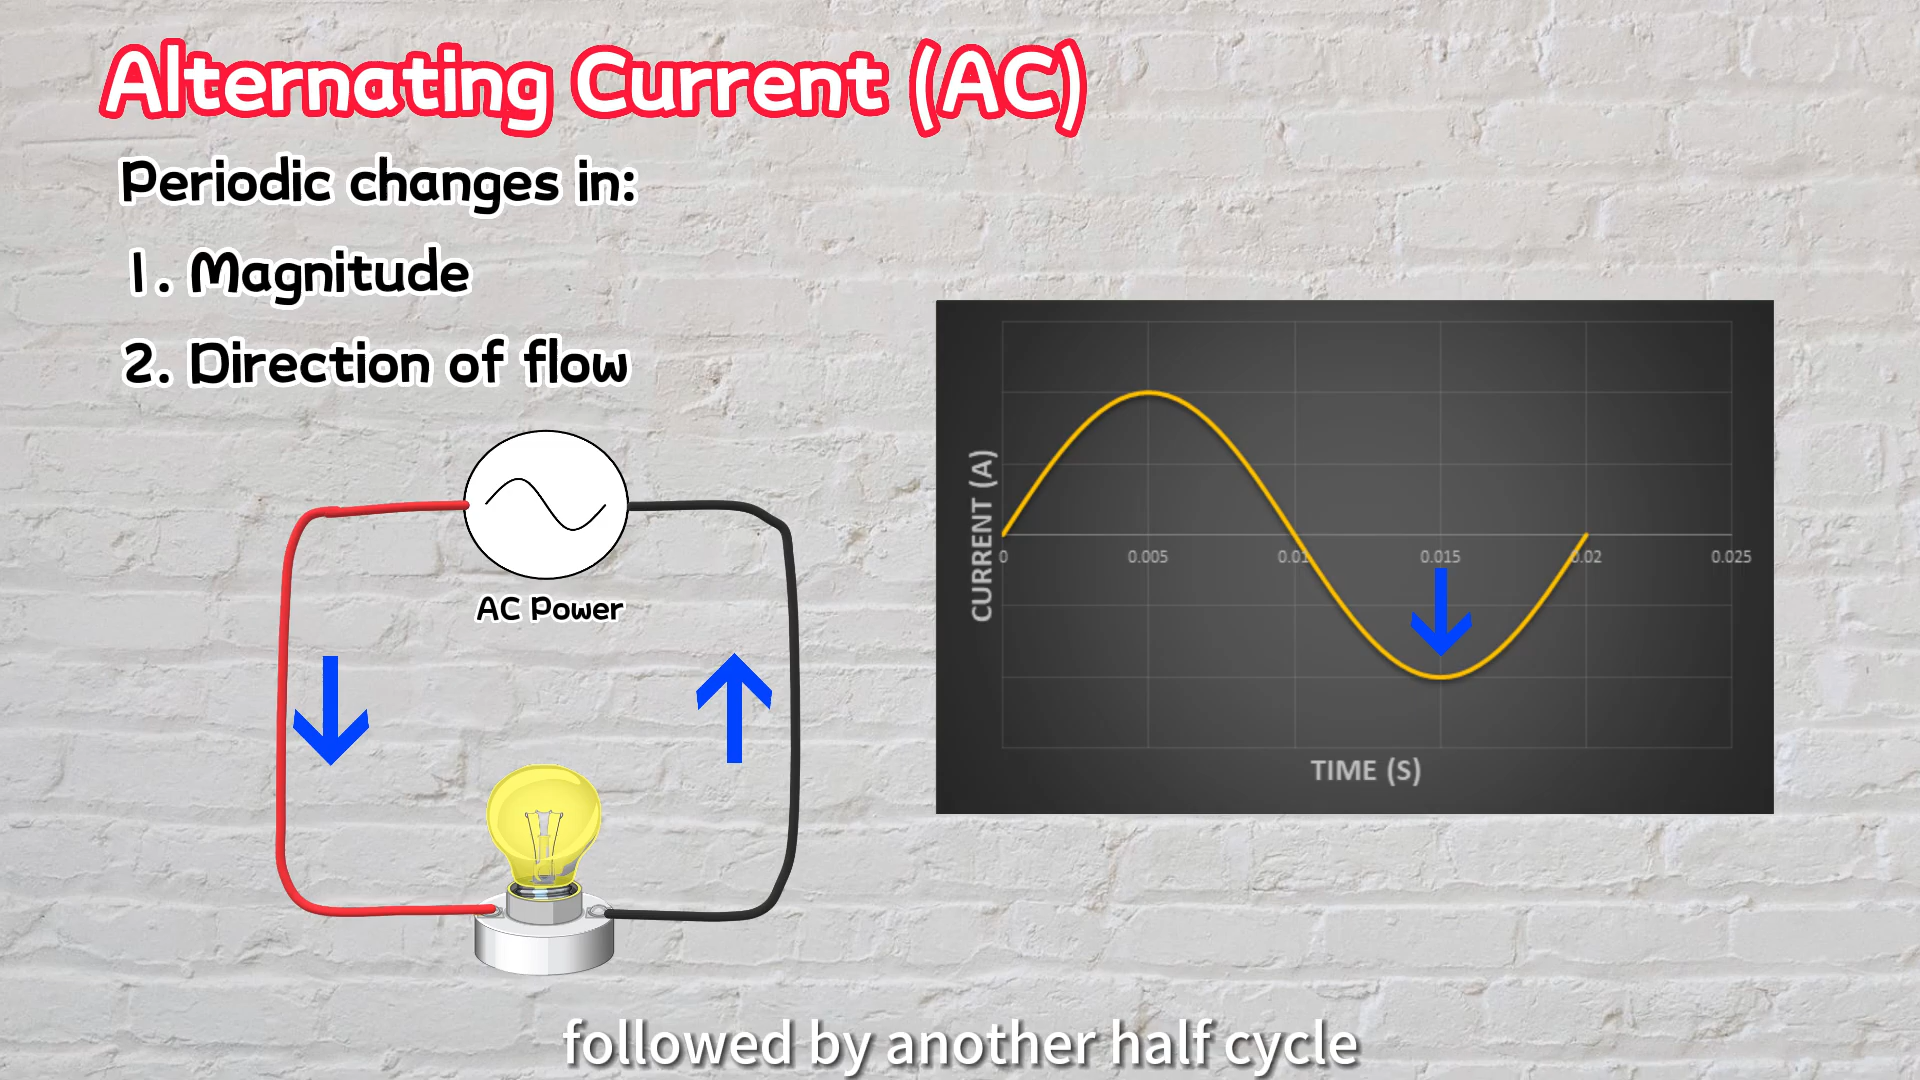 Alternating Current (AC)
Periodic changes in:
1. Magnitude
2. Direction of flow
AC Power
CURRENT (A)
0 0.005 0.01 0.015 0.02 0.025
TIME (S)
followed by another half cycle